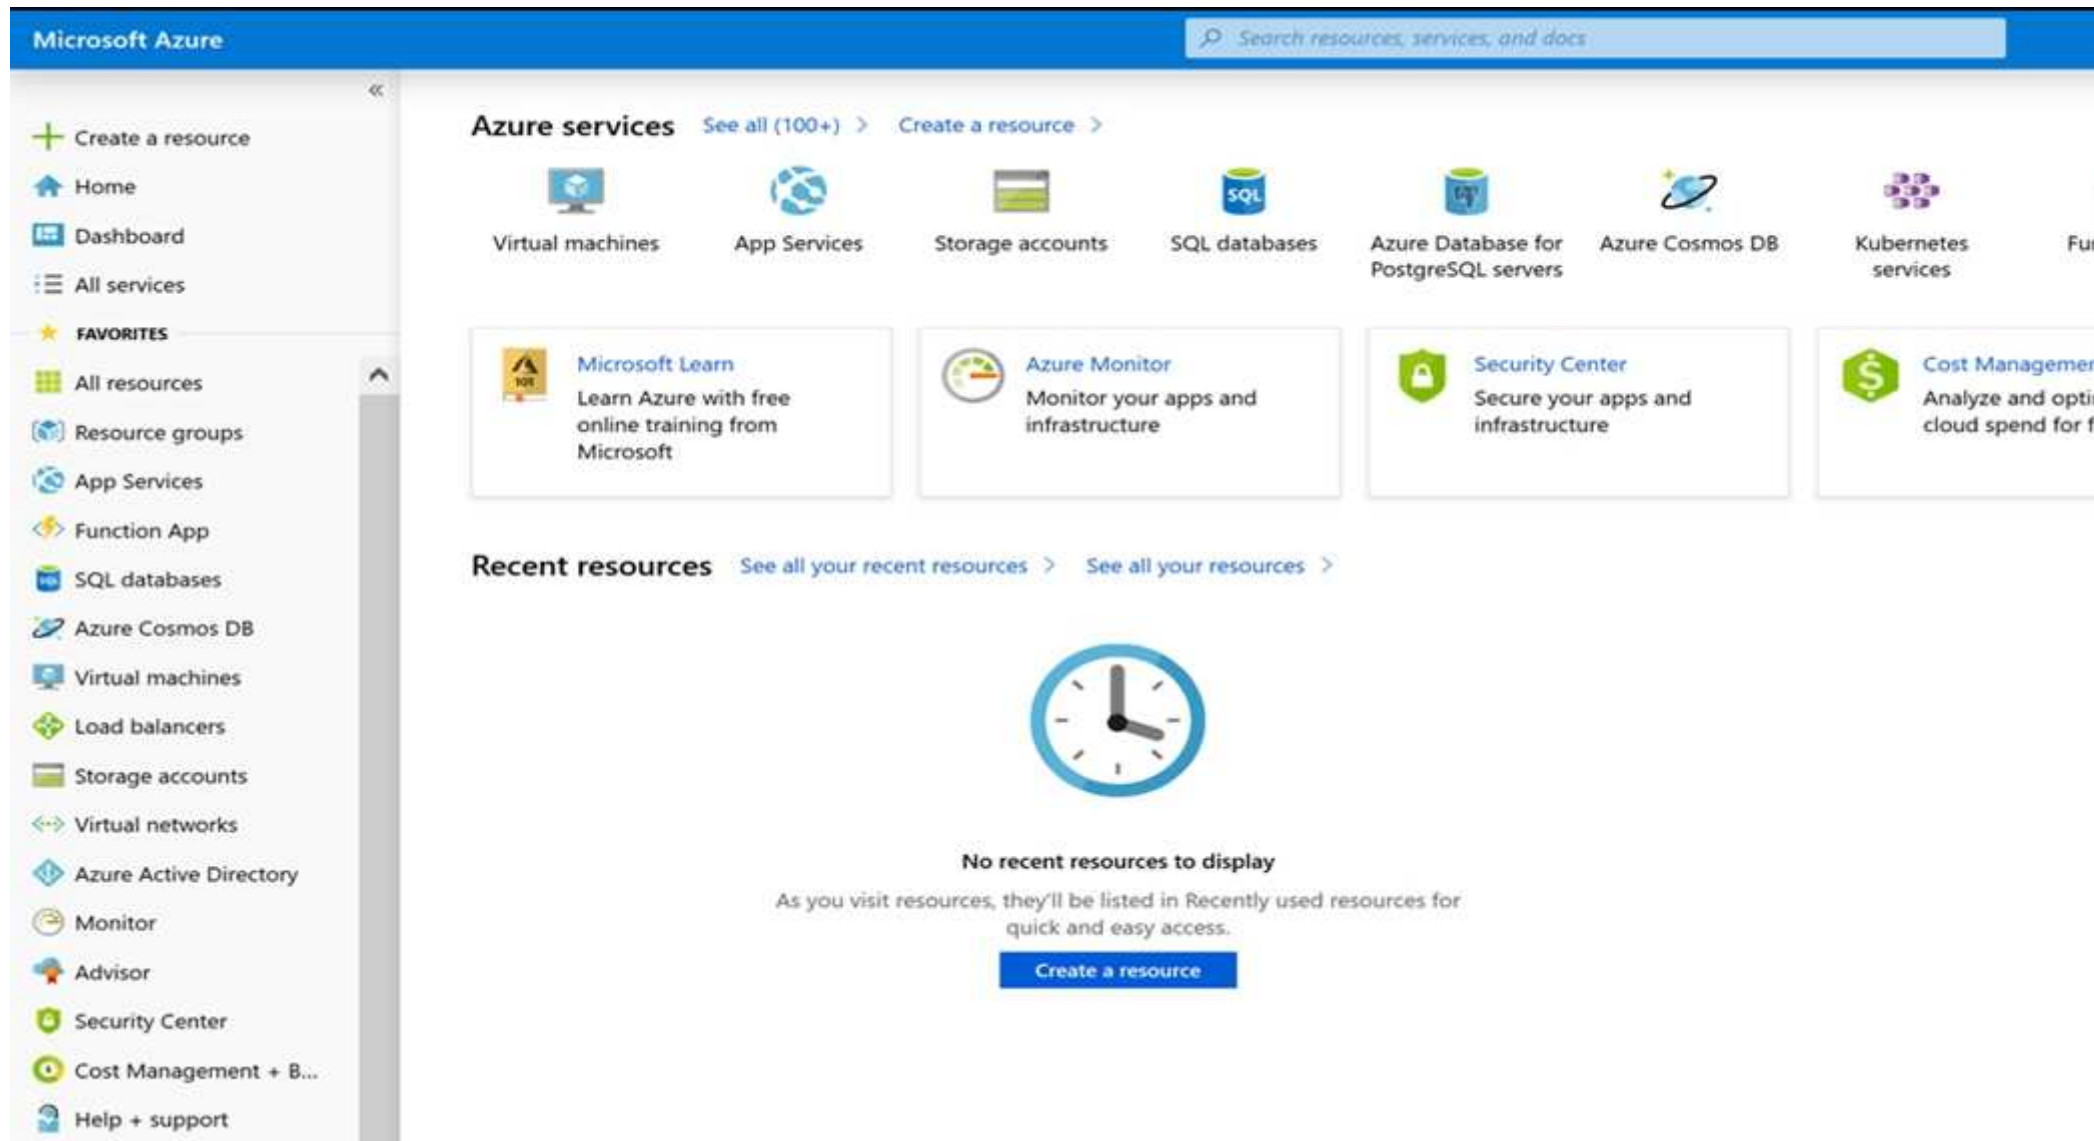 Microsoft Azure
Search resources, services, and docs
Create a resource
Home
Dashboard
All services
FAVORITES
All resources
Resource groups
App Services
Function App
SQL databases
Azure Cosmos DB
Virtual machines
Load balancers
Storage accounts
Virtual networks
Azure Active Directory
Monitor
Advisor
Security Center
Cost Management + B...
Help + support
Azure services See all (100+) > Create a resource >
Virtual machines
App Services
Storage accounts
SQL
SQL databases
Azure Database for
PostgreSQL servers
Azure Cosmos DB
Kubernetes
services
Fu
101
Microsoft Learn
Learn Azure with free
online training from
Microsoft
Azure Monitor
Monitor your apps and
infrastructure
Security Center
Secure your apps and
infrastructure
Cost Managemen
Analyze and opti
cloud spend for f
Recent resources See all your recent resources > See all your resources >
No recent resources to display
As you visit resources, they'll be listed in Recently used resources for
quick and easy access.
Create a resource